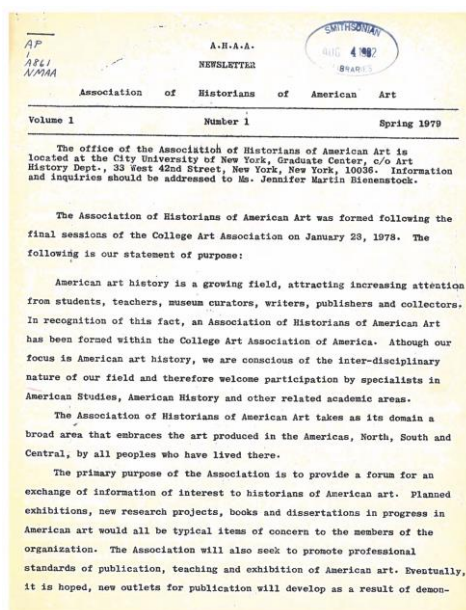 AP
1
A861
NMAA
A.H.A.A.
NEWSLETTER
SMITHSONIAN
AUG 4 1982
LIBRARIES
Association of Historians of American Art
Volume 1 Number 1 Spring 1979
The office of the Association of Historians of American Art is
located at the City University of New York, Graduate Center, c/o Art
History Dept., 33 West 42nd Street, New York, New York, 10036. Information
and inquiries should be addressed to Ms. Jennifer Martin Bienenstock.
The Association of Historians of American Art was formed following the
final sessions of the College Art Association on January 28, 1978. The
following is our statement of purpose:
American art history is a growing field, attracting increasing attention
from students, teachers, museum curators, writers, publishers and collectors.
In recognition of this fact, an Association of Historians of American Art
has been formed within the College Art Association of America. Athough our
focus is American art history, we are conscious of the inter-disciplinary
nature of our field and therefore welcome participation by specialists in
American Studies, American History and other related academic areas.
The Association of Historians of American Art takes as its domain a
broad area that embraces the art produced in the Americas, North, South and
Central, by all peoples who have lived there.
The primary purpose of the Association is to provide a forum for an
exchange of information of interest to historians of American art. Planned
exhibitions, new research projects, books and dissertations in progress in
American art would all be typical items of concern to the members of the
organization. The Association will also seek to promote professional
standards of publication, teaching and exhibition of American art. Eventually,
it is hoped, new outlets for publication will develop as a result of demon-